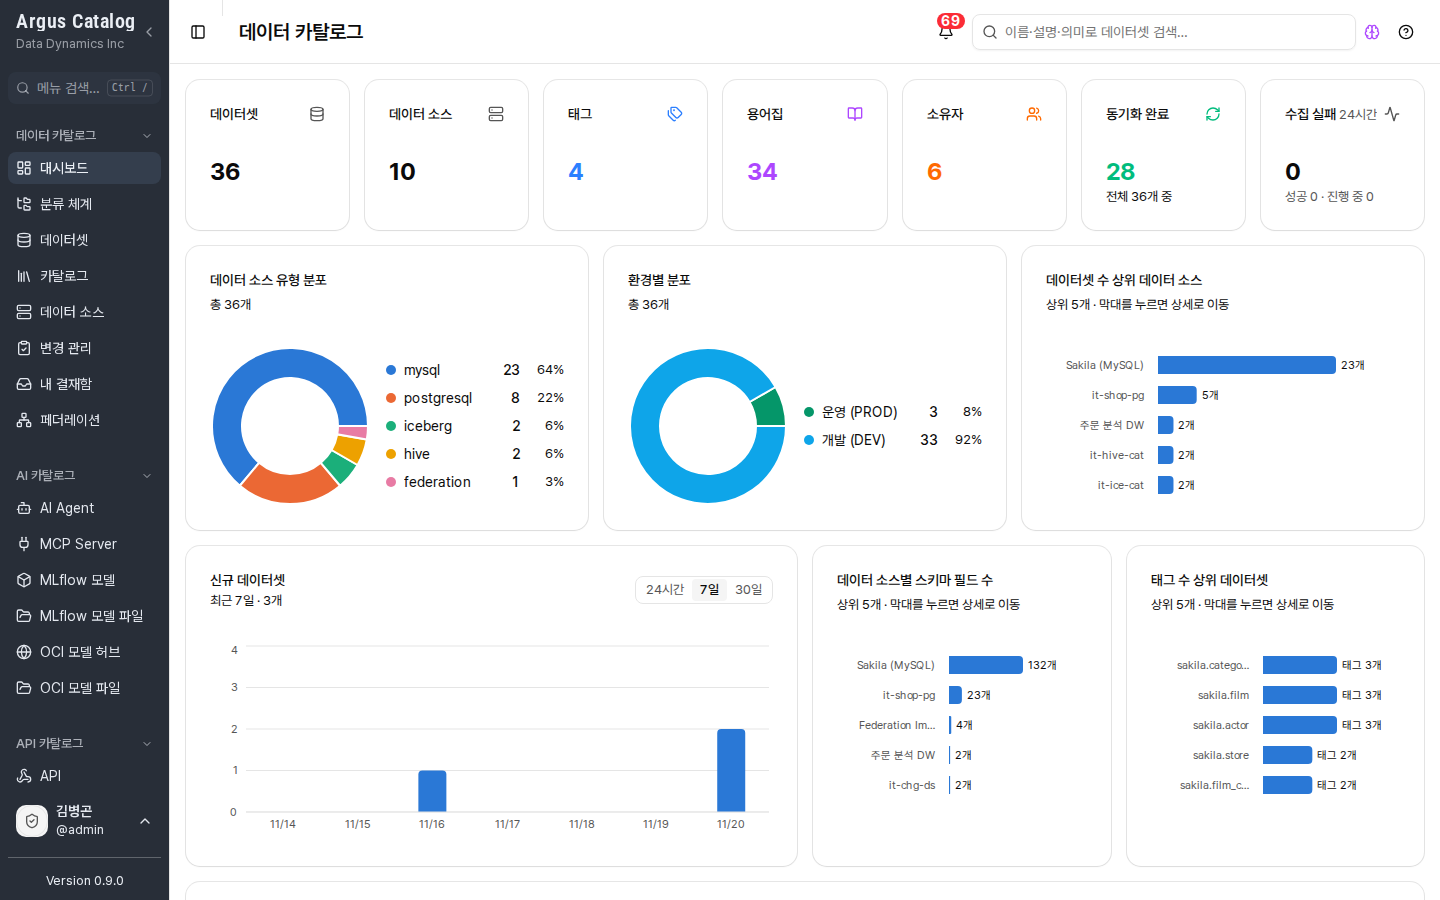 Argus Catalog
Data Dynamics Inc
메뉴 검색... Ctrl /
데이터 카탈로그
대시보드
분류 체계
데이터셋
카탈로그
데이터 소스
변경 관리
내 결재함
페더레이션
AI 카탈로그
AI Agent
MCP Server
MLflow 모델
MLflow 모델 파일
OCI 모델 허브
OCI 모델 파일
API 카탈로그
API
김병곤
@admin
Version 0.9.0
데이터 카탈로그
69
이름·설명·의미로 데이터셋 검색...
데이터셋
36
데이터 소스
10
태그
4
용어집
34
소유자
6
동기화 완료
28
전체 36개 중
수집 실패 24시간
0
성공 0 · 진행 중 0
데이터 소스 유형 분포
총 36개
mysql 23 64%
postgresql 8 22%
iceberg 2 6%
hive 2 6%
federation 1 3%
환경별 분포
총 36개
운영 (PROD) 3 8%
개발 (DEV) 33 92%
데이터셋 수 상위 데이터 소스
상위 5개 · 막대를 누르면 상세로 이동
Sakila (MySQL) 23개
it-shop-pg 5개
주문 분석 DW 2개
it-hive-cat 2개
it-ice-cat 2개
신규 데이터셋
최근 7일 · 3개
24시간 7일 30일
4
3
2
1
0
11/14 11/15 11/16 11/17 11/18 11/19 11/20
데이터 소스별 스키마 필드 수
상위 5개 · 막대를 누르면 상세로 이동
Sakila (MySQL) 132개
it-shop-pg 23개
Federation Im... 4개
주문 분석 DW 2개
it-chg-ds 2개
태그 수 상위 데이터셋
상위 5개 · 막대를 누르면 상세로 이동
sakila.catego... 태그 3개
sakila.film 태그 3개
sakila.actor 태그 3개
sakila.store 태그 2개
sakila.film_c... 태그 2개